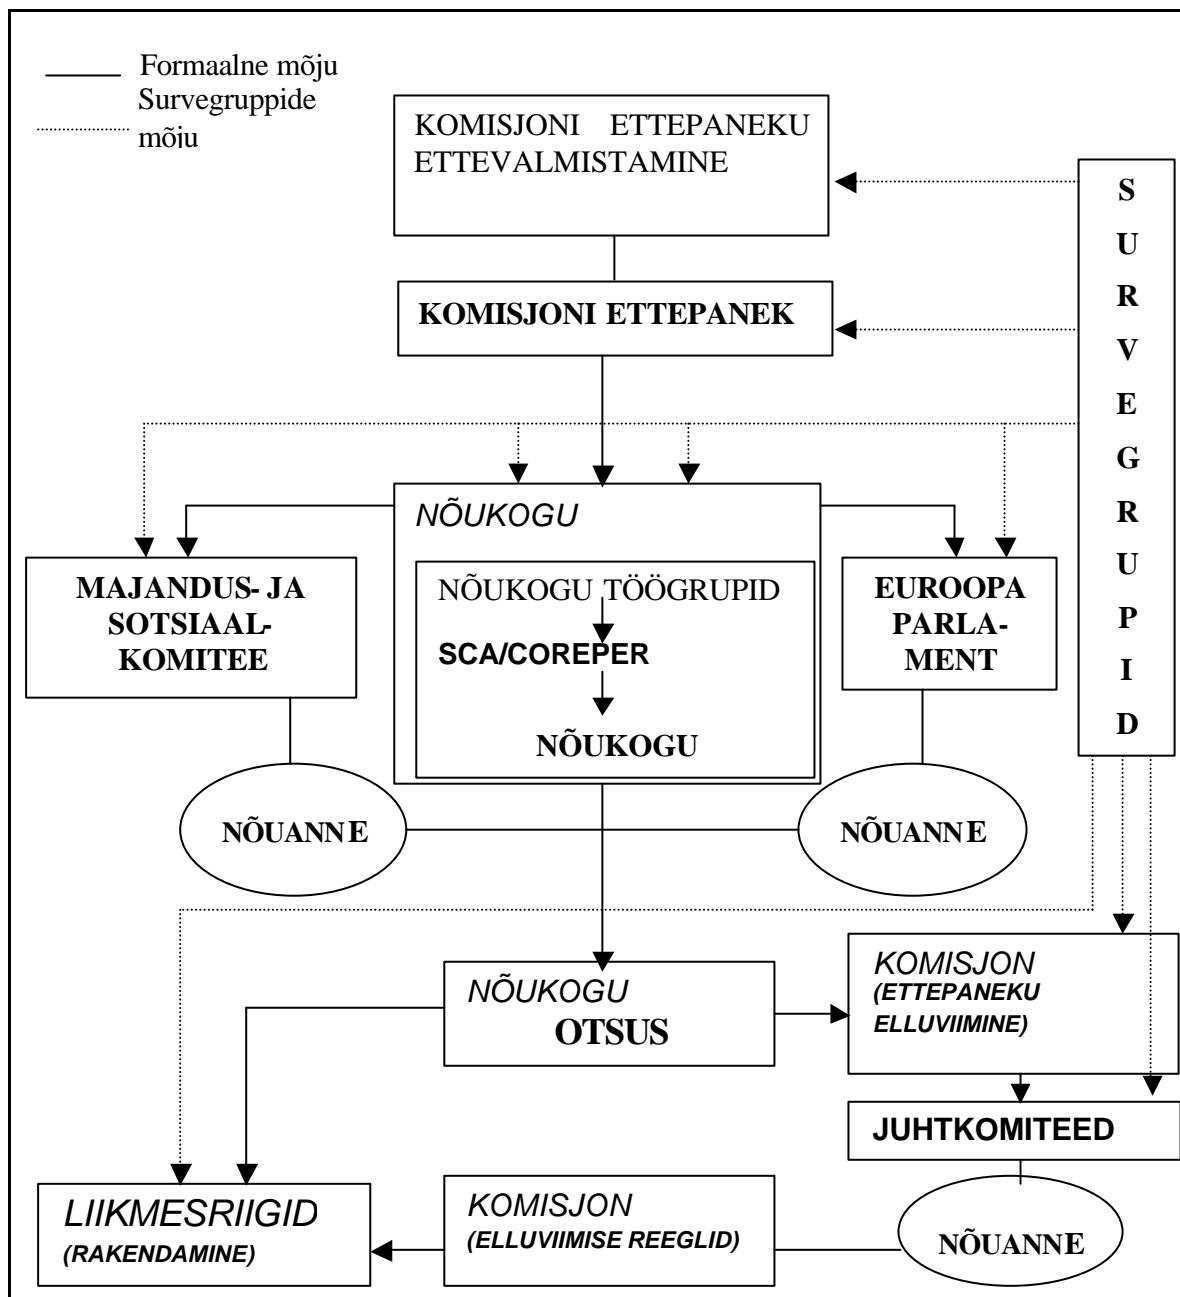 Formaalne mõju
Survegruppide
mõju
KOMISJONI ETTEPANEKU
ETTEVALMISTAMINE
S
U
R
V
E
G
R
U
P
I
D
KOMISJONI ETTEPANEK
NÕUKOGU
NÕUKOGU TÖÖGRUPID
SCA/COREPER
NÕUKOGU
MAJANDUS- JA
SOTSIAAL-
KOMITEE
EUROOPA
PARLA-
MENT
NÕUANNE
NÕUANNE
NÕUKOGU
OTSUS
KOMISJON
(ETTEPANEKU
ELLUVIIMINE)
JUHTKOMITEED
LIIKMESRIIGID
(RAKENDAMINE)
KOMISJON
(ELLUVIIMISE REEGLID)
NÕUANNE